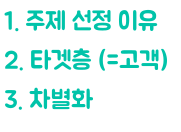 1. 주제 선정 이유
2. 타겟층 (=고객)
3. 차별화